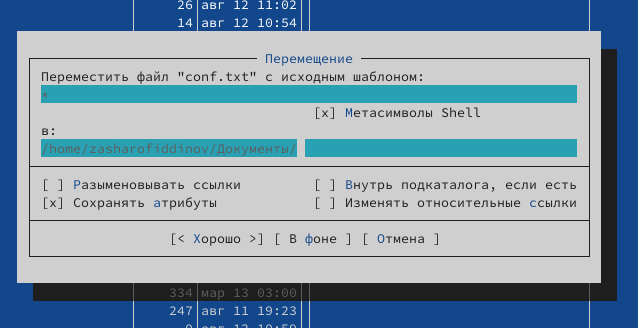 26 авг 12 11:02
14 авг 12 10:54
Перемещение
Переместить файл "conf.txt" с исходным шаблоном:
*
[x] Метасимволы Shell
в:
/home/zasharofiddinov/Документы/
[ ] Разыменовывать ссылки [ ] Внутрь подкаталога, если есть
[x] Сохранять атрибуты [ ] Изменять относительные ссылки
[< Хорошо >] [ В фоне ] [ Отмена ]
334 мар 13 03:00
247 авг 11 19:23